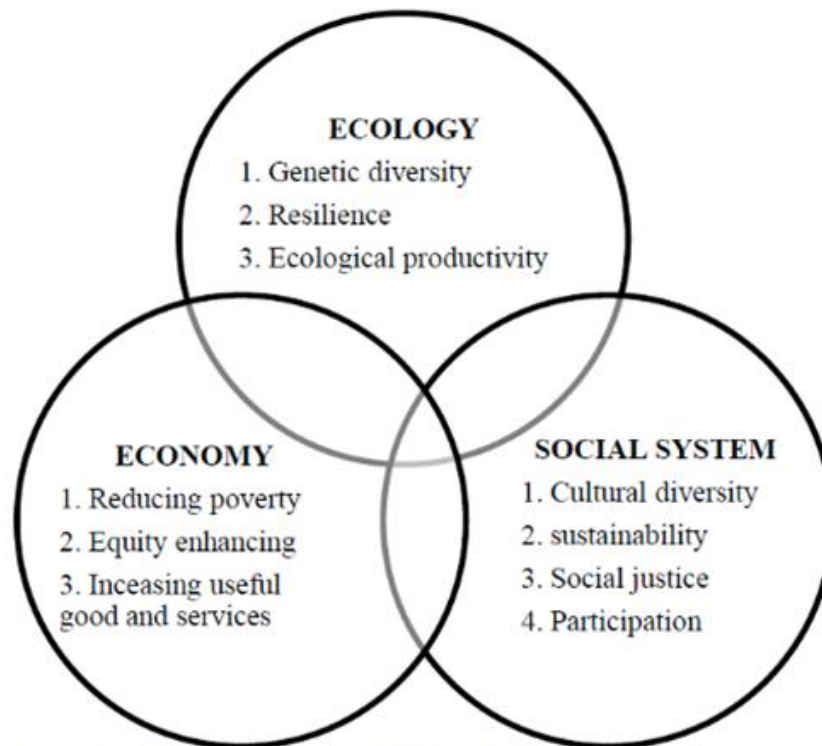 ECOLOGY
1. Genetic diversity
2. Resilience
3. Ecological productivity
ECONOMY
1. Reducing poverty
2. Equity enhancing
3. Inceasing useful
good and services
SOCIAL SYSTEM
1. Cultural diversity
2. sustainability
3. Social justice
4. Participation